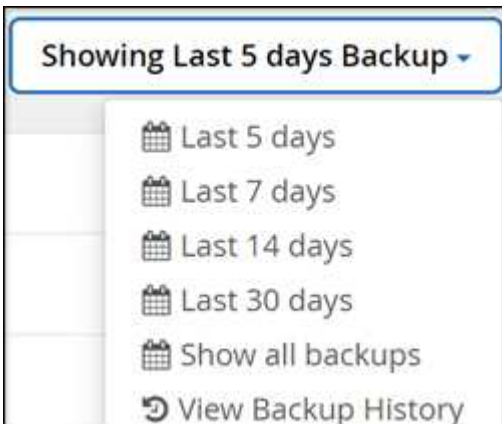 Showing Last 5 days Backup
Last 5 days
Last 7 days
Last 14 days
Last 30 days
Show all backups
View Backup History